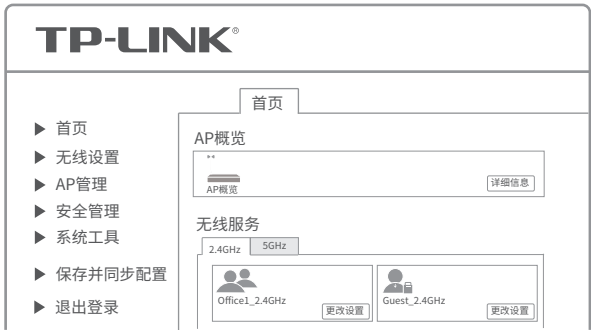 TP-LINK®
首页
首页
无线设置
AP管理
安全管理
系统工具
保存并同步配置
退出登录
AP概览
**
AP概览
详细信息
无线服务
2.4GHz
5GHz
Office1_2.4GHz
更改设置
Guest_2.4GHz
更改设置